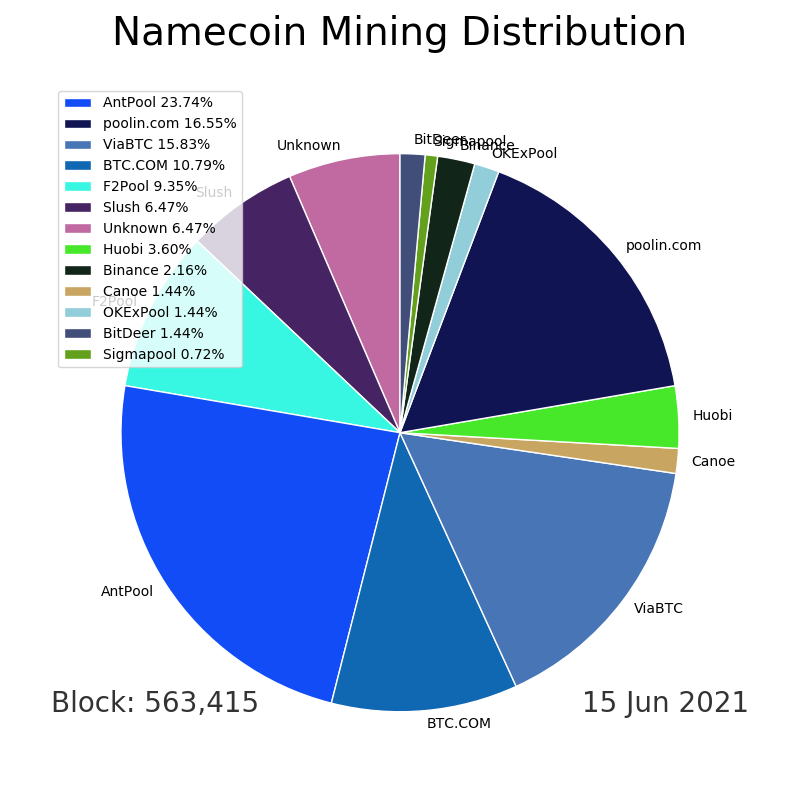 Namecoin Mining Distribution
AntPool 23.74%
poolin.com 16.55%
ViaBTC 15.83%
BTC.COM 10.79%
F2Pool 9.35%
Slush 6.47%
Unknown 6.47%
Huobi 3.60%
Binance 2.16%
Canoe 1.44%
OKExPool 1.44%
BitDeer 1.44%
Sigmapool 0.72%
Unknown
BitDeer
Sigmapool
Binance
OKExPool
Slush
poolin.com
F2Pool
Huobi
Canoe
AntPool
ViaBTC
BTC.COM
Block: 563,415
15 Jun 2021